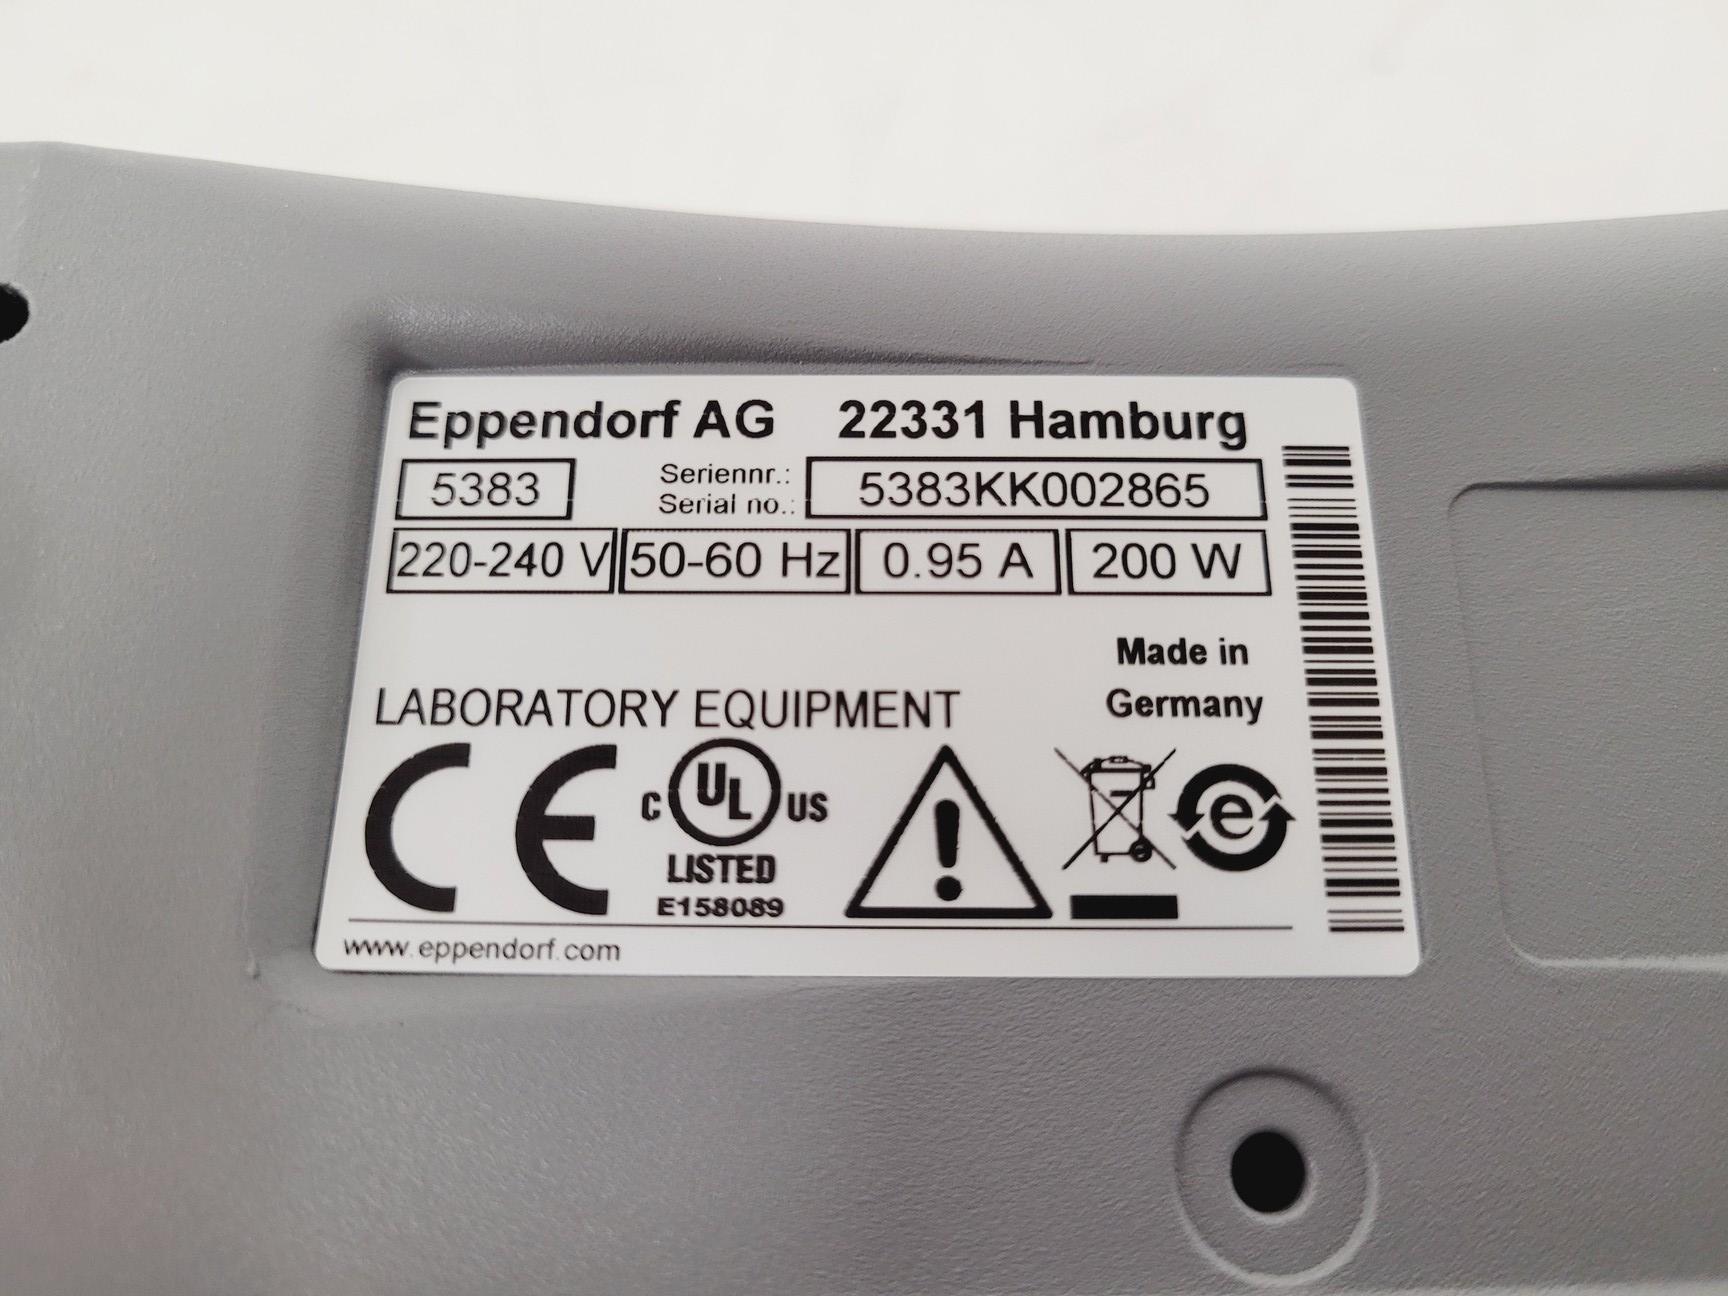 Eppendorf AG 22331 Hamburg
5383 Seriennr.: 5383KK002865
Serial no.:
220-240 V 50-60 Hz 0.95 A 200 W
Made in
Germany
LABORATORY EQUIPMENT
CE
C UL US
LISTED
E158089
e
www.eppendorf.com